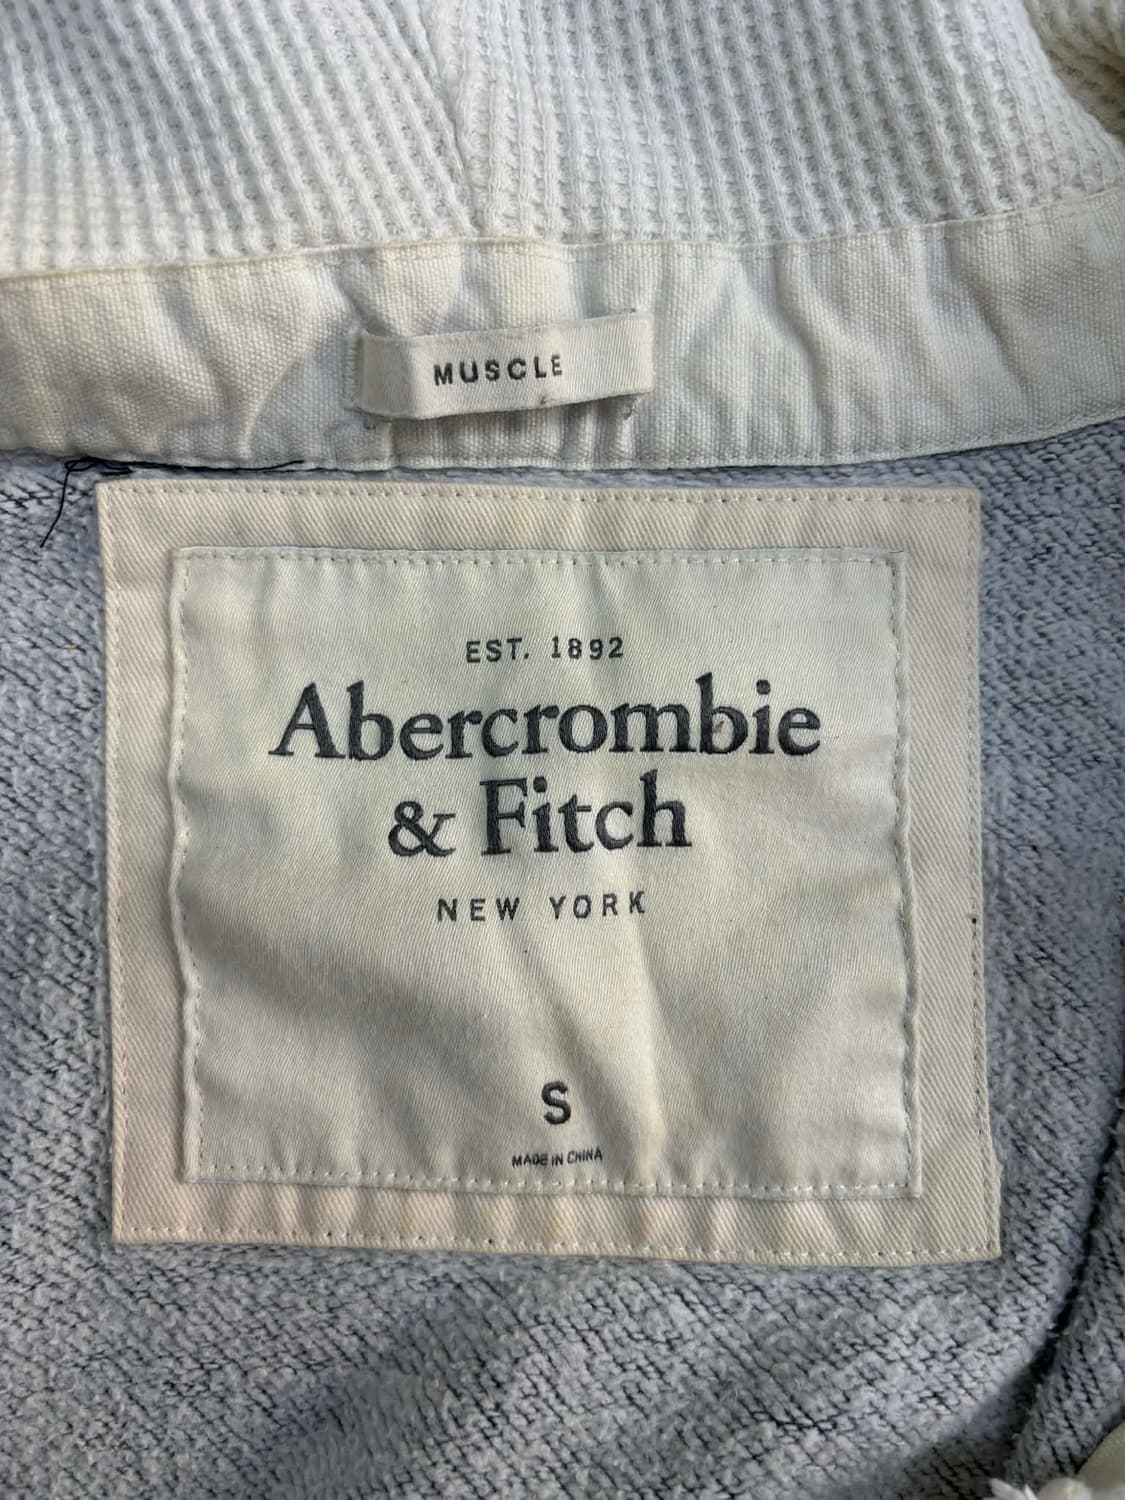 MUSCLE
EST. 1892
Abercrombie
& Fitch
NEW YORK
S
MADE IN CHINA